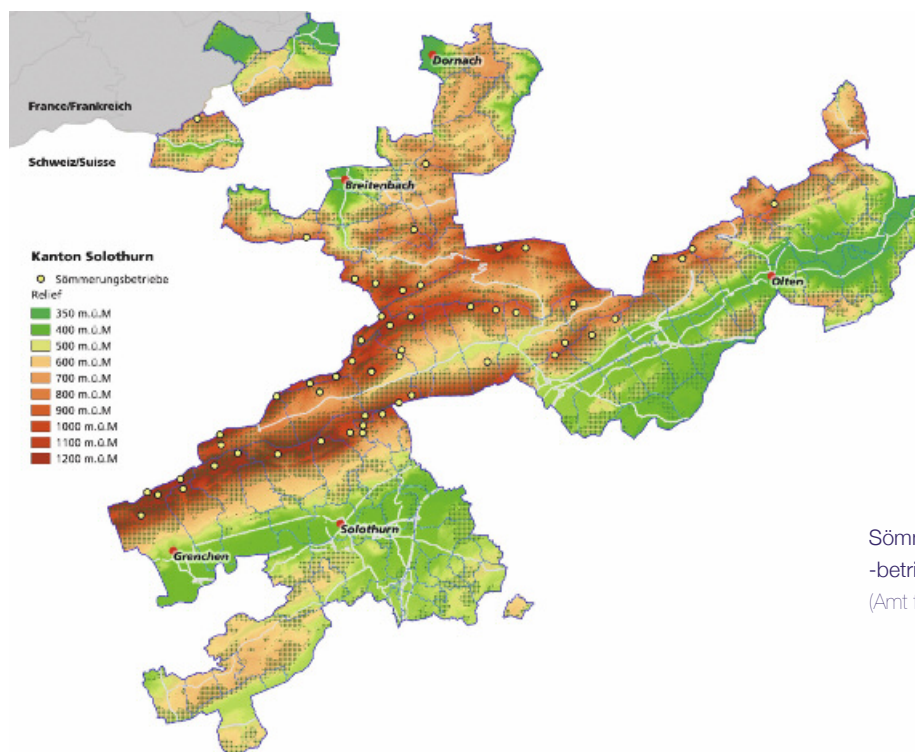 France/Frankreich
Schweiz/Suisse
Dornach
Breitenbach
Olten
Solothurn
Grenchen
Kanton Solothurn
Sömmerungsbetriebe
Relief
350 m.ü.M
400 m.ü.M
500 m.ü.M
600 m.ü.M
700 m.ü.M
800 m.ü.M
900 m.ü.M
1000 m.ü.M
1100 m.ü.M
1200 m.ü.M
-betri
(Amt